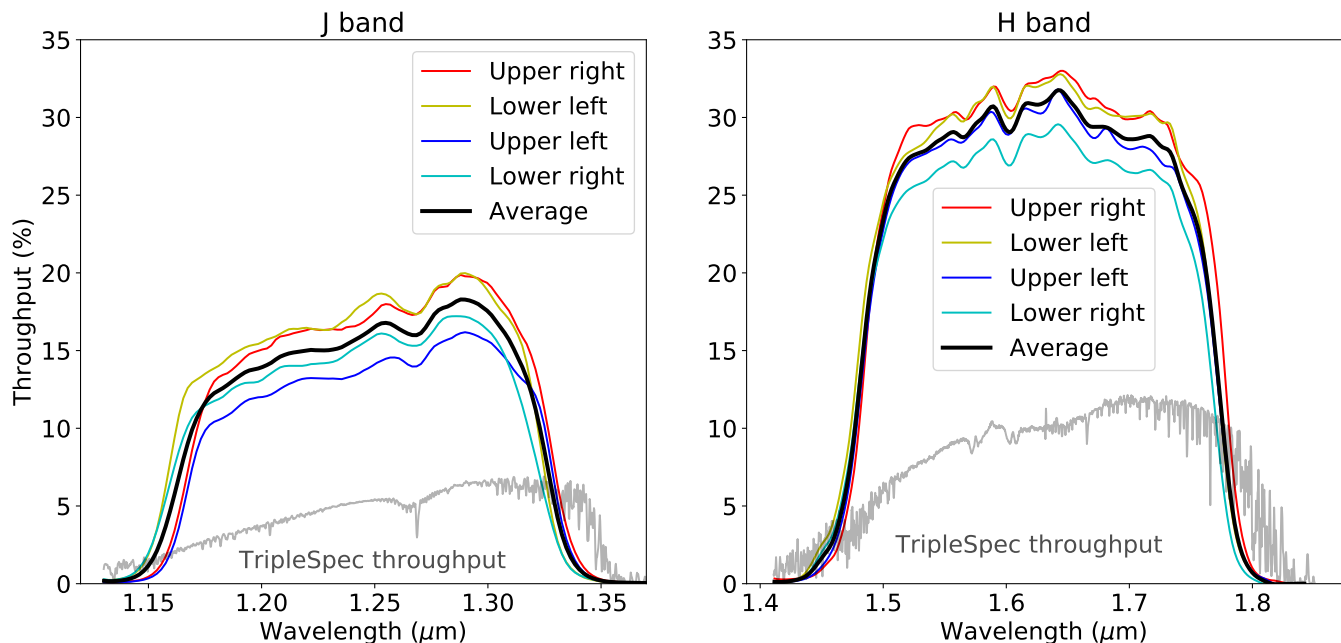 J band
35
30
25
20
15
10
5
0
Throughput (%)
Upper right
Lower left
Upper left
Lower right
Average
TripleSpec throughput
1.15 1.20 1.25 1.30 1.35
Wavelength (μm)
H band
35
30
25
20
15
10
5
0
Upper right
Lower left
Upper left
Lower right
Average
TripleSpec throughput
1.4 1.5 1.6 1.7 1.8
Wavelength (μm)